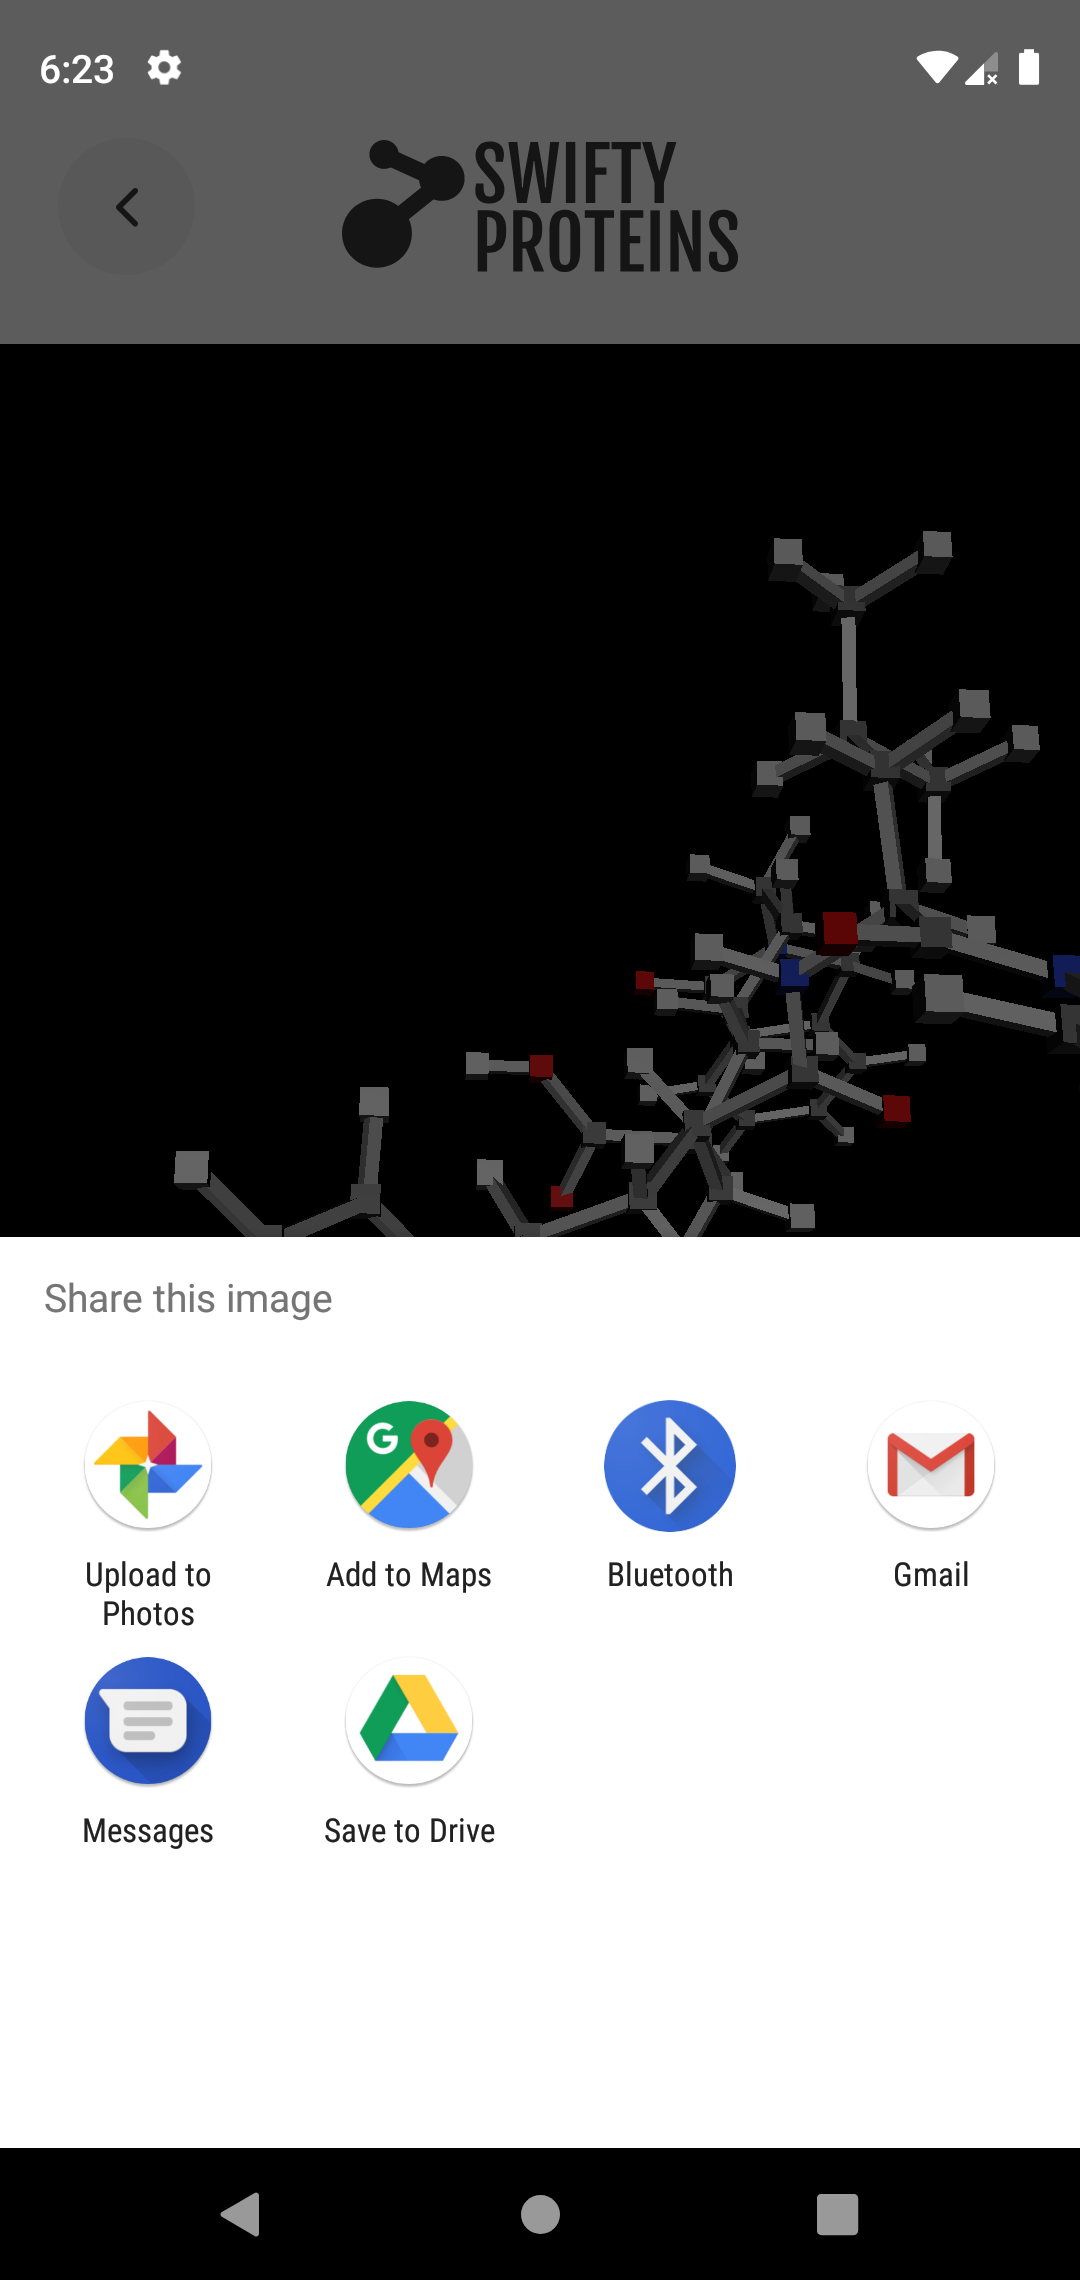 6:23
SWIFTY
PROTEINS
Share this image
Upload to
Photos
Add to Maps
Bluetooth
Gmail
Messages
Save to Drive